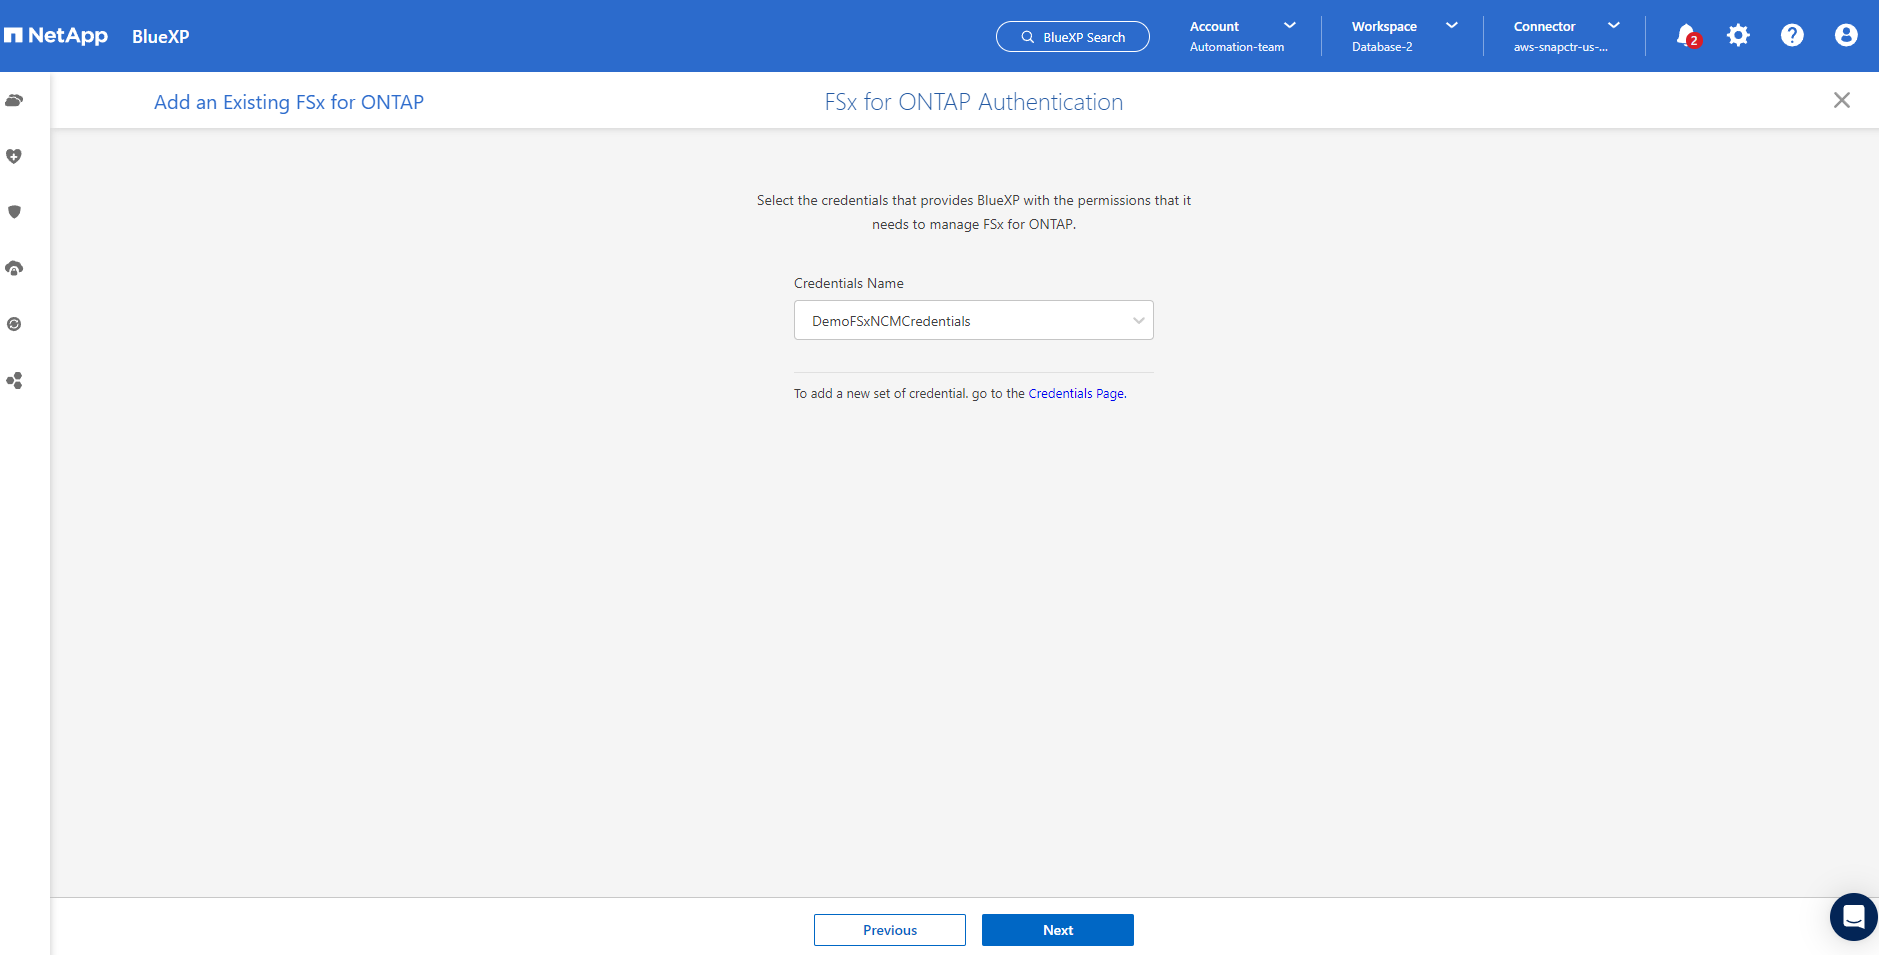 NetApp BlueXP
BlueXP Search
Account
Automation-team
Workspace
Database-2
Connector
aws-snapctr-us-...
2
Add an Existing FSx for ONTAP
FSx for ONTAP Authentication
Select the credentials that provides BlueXP with the permissions that it
needs to manage FSx for ONTAP.
Credentials Name
DemoFSxNCMCredentials
To add a new set of credential. go to the Credentials Page.
Previous
Next